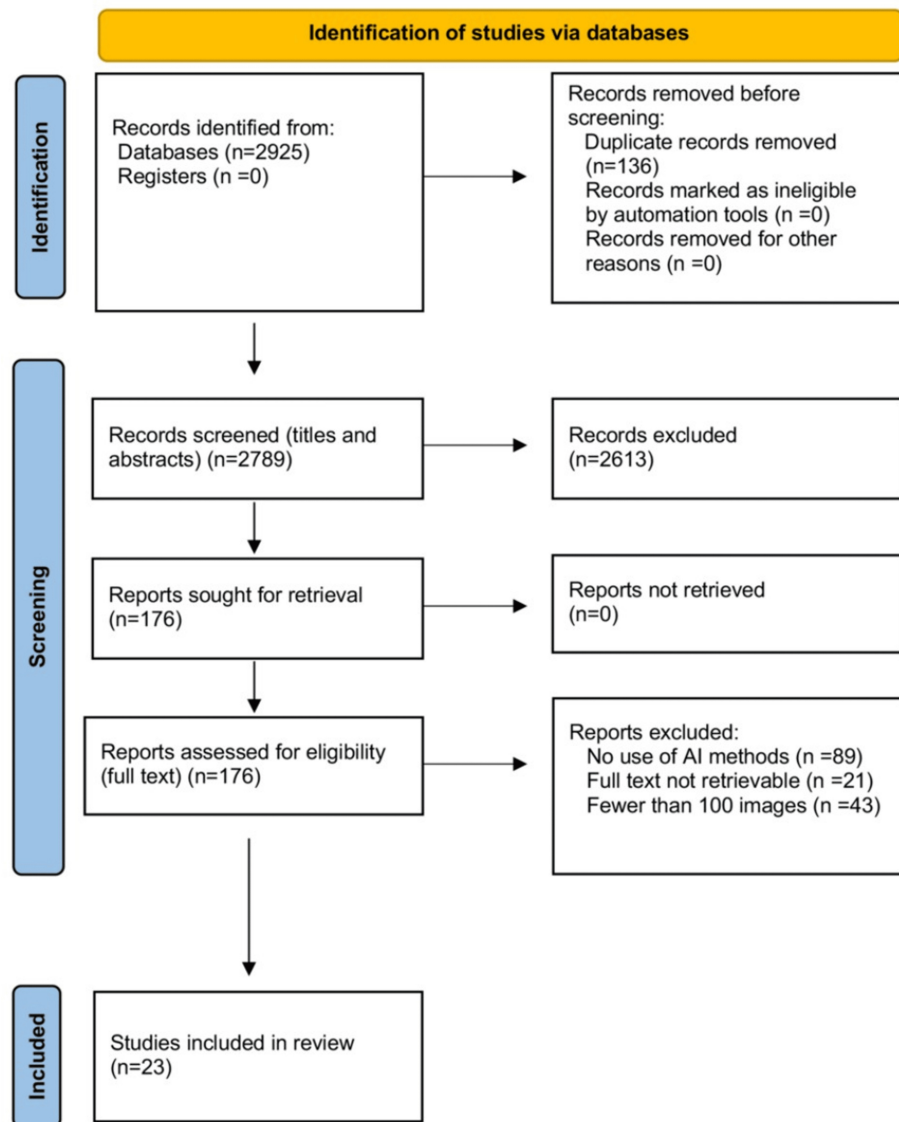 Identification of studies via databases
Identification
Records identified from:
Databases (n=2925)
Registers (n =0)
Records removed before
screening:
Duplicate records removed
(n=136)
Records marked as ineligible
by automation tools (n =0)
Records removed for other
reasons (n =0)
Screening
Records screened (titles and
abstracts) (n=2789)
Records excluded
(n=2613)
Reports sought for retrieval
(n=176)
Reports not retrieved
(n=0)
Reports assessed for eligibility
(full text) (n=176)
Reports excluded:
No use of AI methods (n =89)
Full text not retrievable (n =21)
Fewer than 100 images (n =43)
Included
Studies included in review
(n=23)